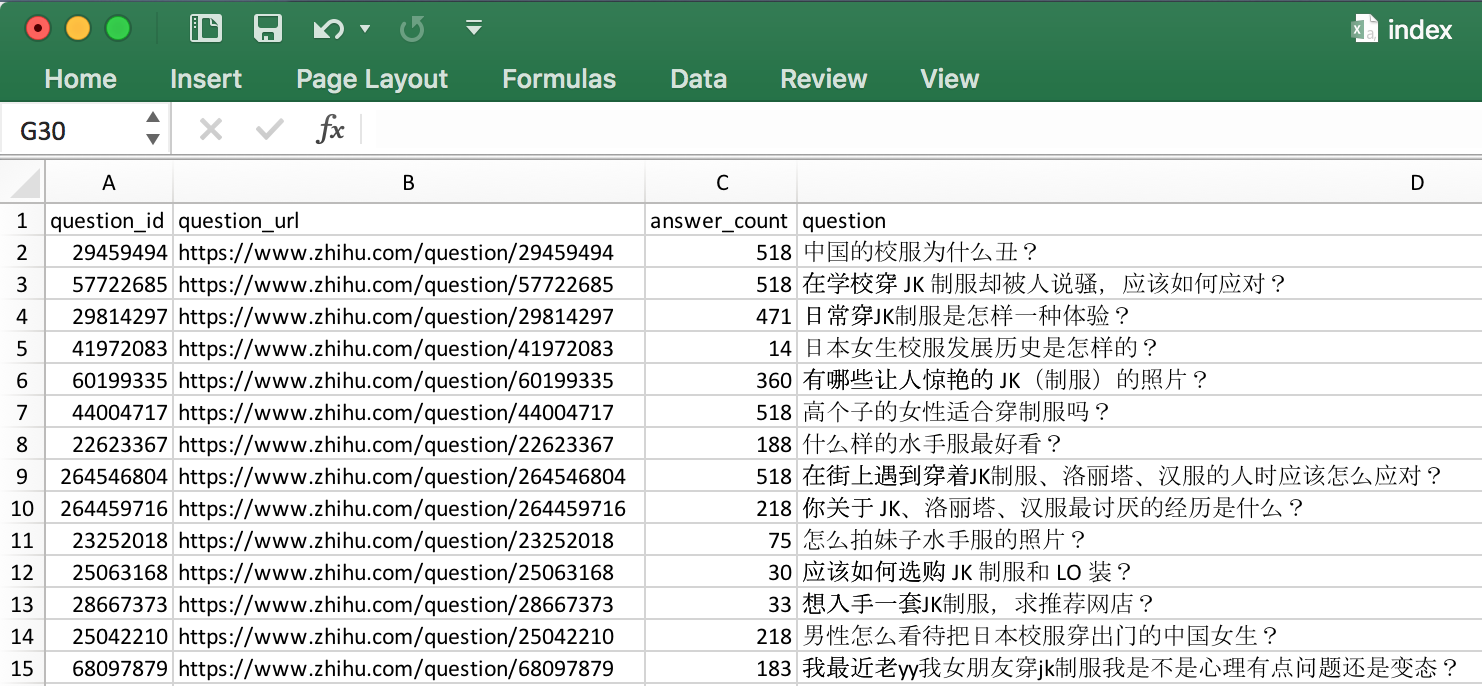 index
Home Insert Page Layout Formulas Data Review View
G30 fx
A B C D
1 question_id question_url answer_count question
2 29459494 https://www.zhihu.com/question/29459494 518 中国的校服为什么丑？
3 57722685 https://www.zhihu.com/question/57722685 518 在学校穿 JK 制服却被人说骚，应该如何应对？
4 29814297 https://www.zhihu.com/question/29814297 471 日常穿JK制服是怎样一种体验？
5 41972083 https://www.zhihu.com/question/41972083 14 日本女生校服发展历史是怎样的？
6 60199335 https://www.zhihu.com/question/60199335 360 有哪些让人惊艳的 JK（制服）的照片？
7 44004717 https://www.zhihu.com/question/44004717 518 高个子的女性适合穿制服吗？
8 22623367 https://www.zhihu.com/question/22623367 188 什么样的水手服最好看？
9 264546804 https://www.zhihu.com/question/264546804 518 在街上遇到穿着JK制服、洛丽塔、汉服的人时应该怎么应对？
10 264459716 https://www.zhihu.com/question/264459716 218 你关于 JK、洛丽塔、汉服最讨厌的经历是什么？
11 23252018 https://www.zhihu.com/question/23252018 75 怎么拍妹子水手服的照片？
12 25063168 https://www.zhihu.com/question/25063168 30 应该如何选购 JK 制服和 LO 装？
13 28667373 https://www.zhihu.com/question/28667373 33 想入手一套JK制服，求推荐网店？
14 25042210 https://www.zhihu.com/question/25042210 218 男性怎么看待把日本校服穿出门的中国女生？
15 68097879 https://www.zhihu.com/question/68097879 183 我最近老yy我女朋友穿jk制服我是不是心理有点问题还是变态？